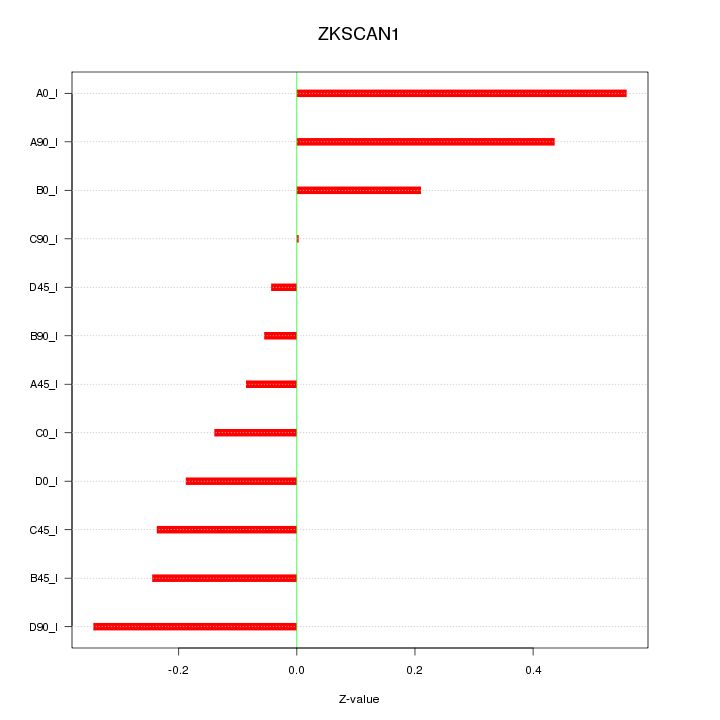 ZKSCAN1
A0_I
A90_I
B0_I
C90_I
D45_I
B90_I
A45_I
C0_I
D0_I
C45_I
B45_I
D90_I
-0.2 0.0 0.2 0.4
Z-value